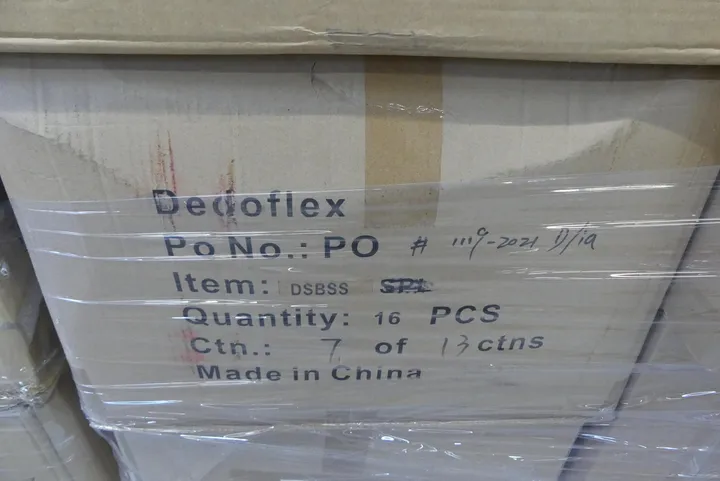 Dedoflex
Po No.: PO # 1119-2021 D/ia
Item: DSBSS SPL
Quantity: 16 PCS
Ctn.: 7 of 13 ctns
Made in China